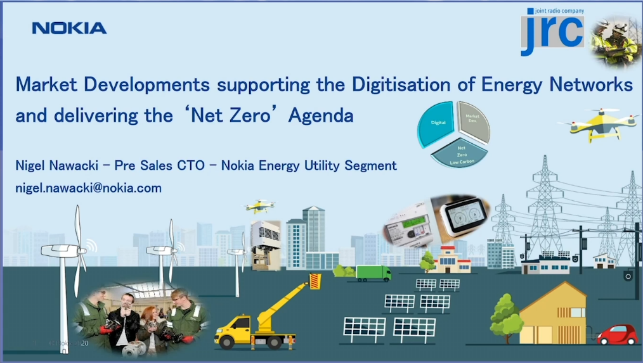 NOKIA
joint radio company
jrc
Market Developments supporting the Digitisation of Energy Networks
and delivering the ‘Net Zero’ Agenda
Digital
Net
Zero
Low Carbon
Nigel Nawacki – Pre Sales CTO – Nokia Energy Utility Segment
nigel.nawacki@nokia.com